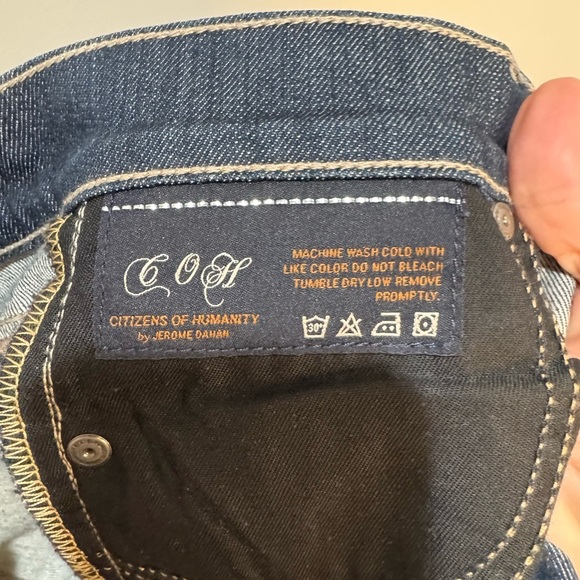 COH
CITIZENS OF HUMANITY
by JEROME DAHAN
MACHINE WASH COLD WITH
LIKE COLOR DO NOT BLEACH
TUMBLE DRY LOW REMOVE
PROMPTLY.
30°